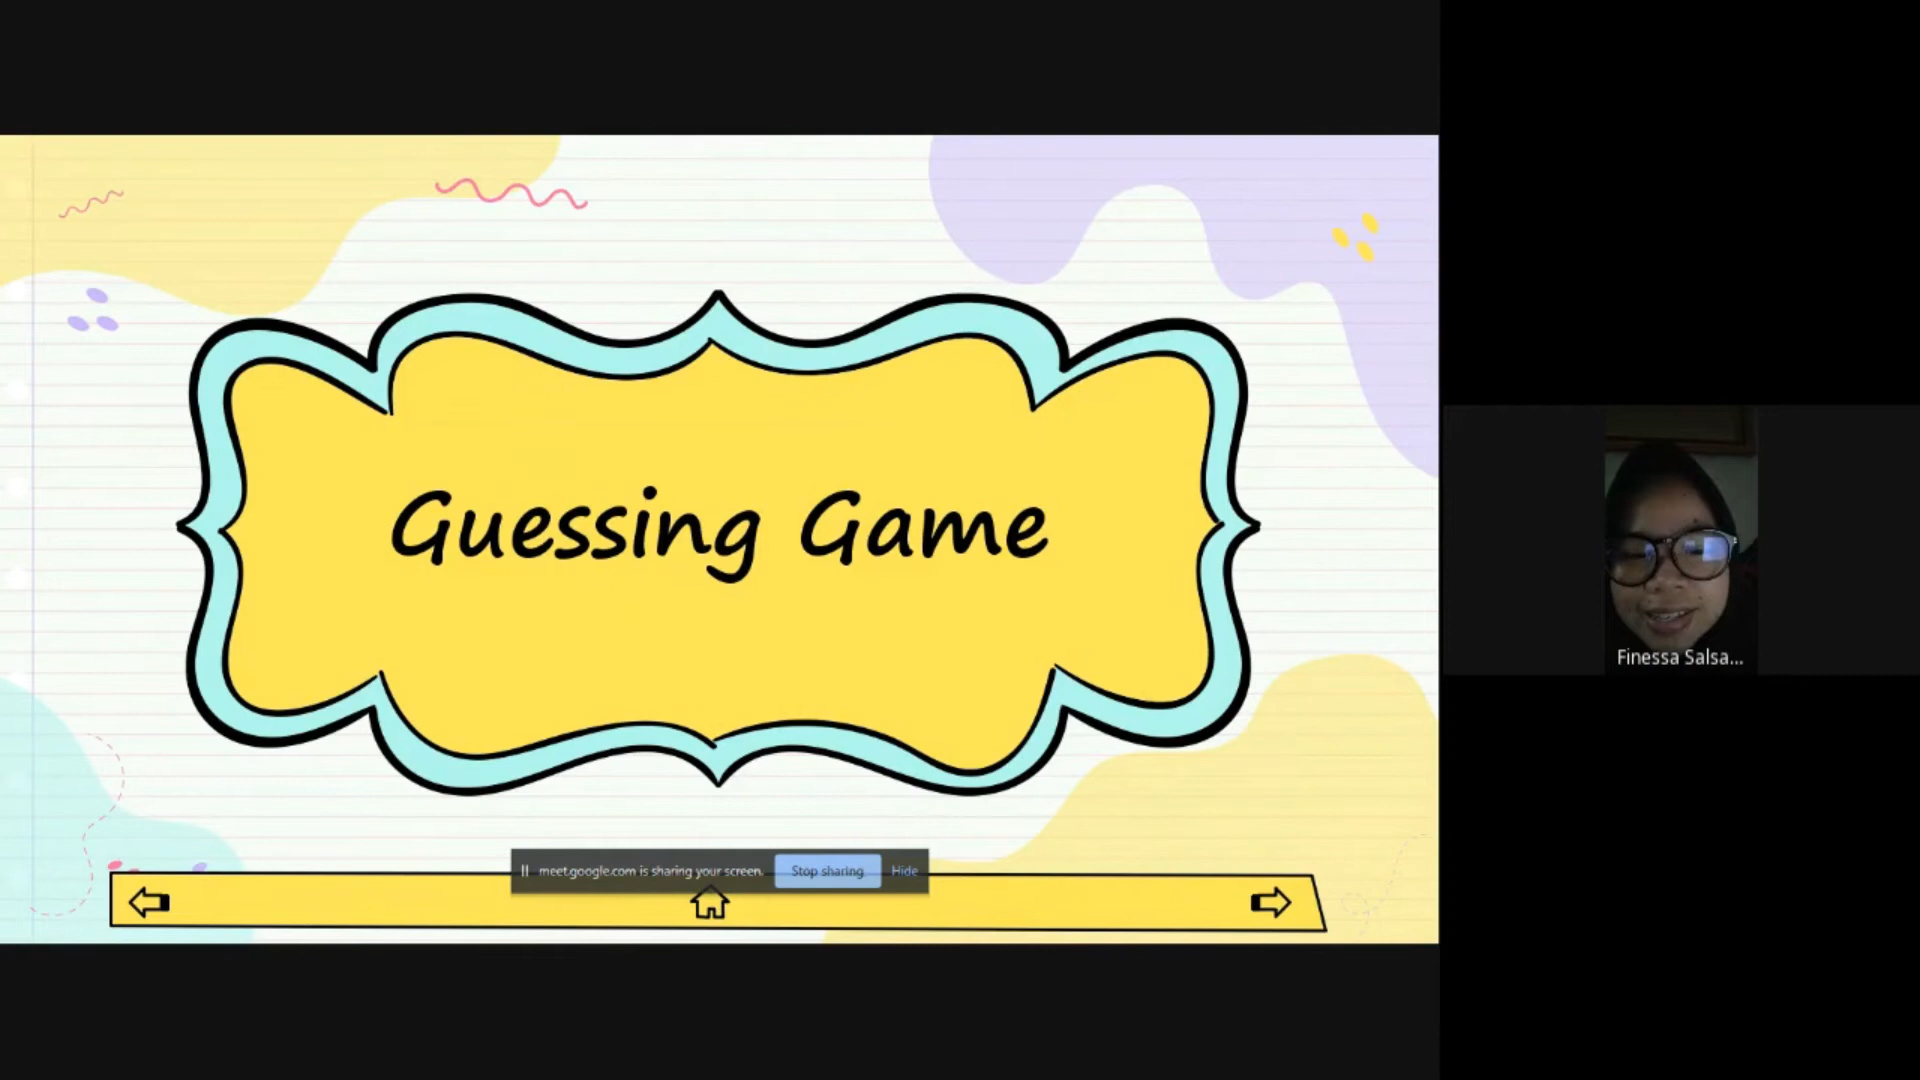 Guessing Game
meet.google.com is sharing your screen.
Stop sharing
Hide
Finessa Salsa...